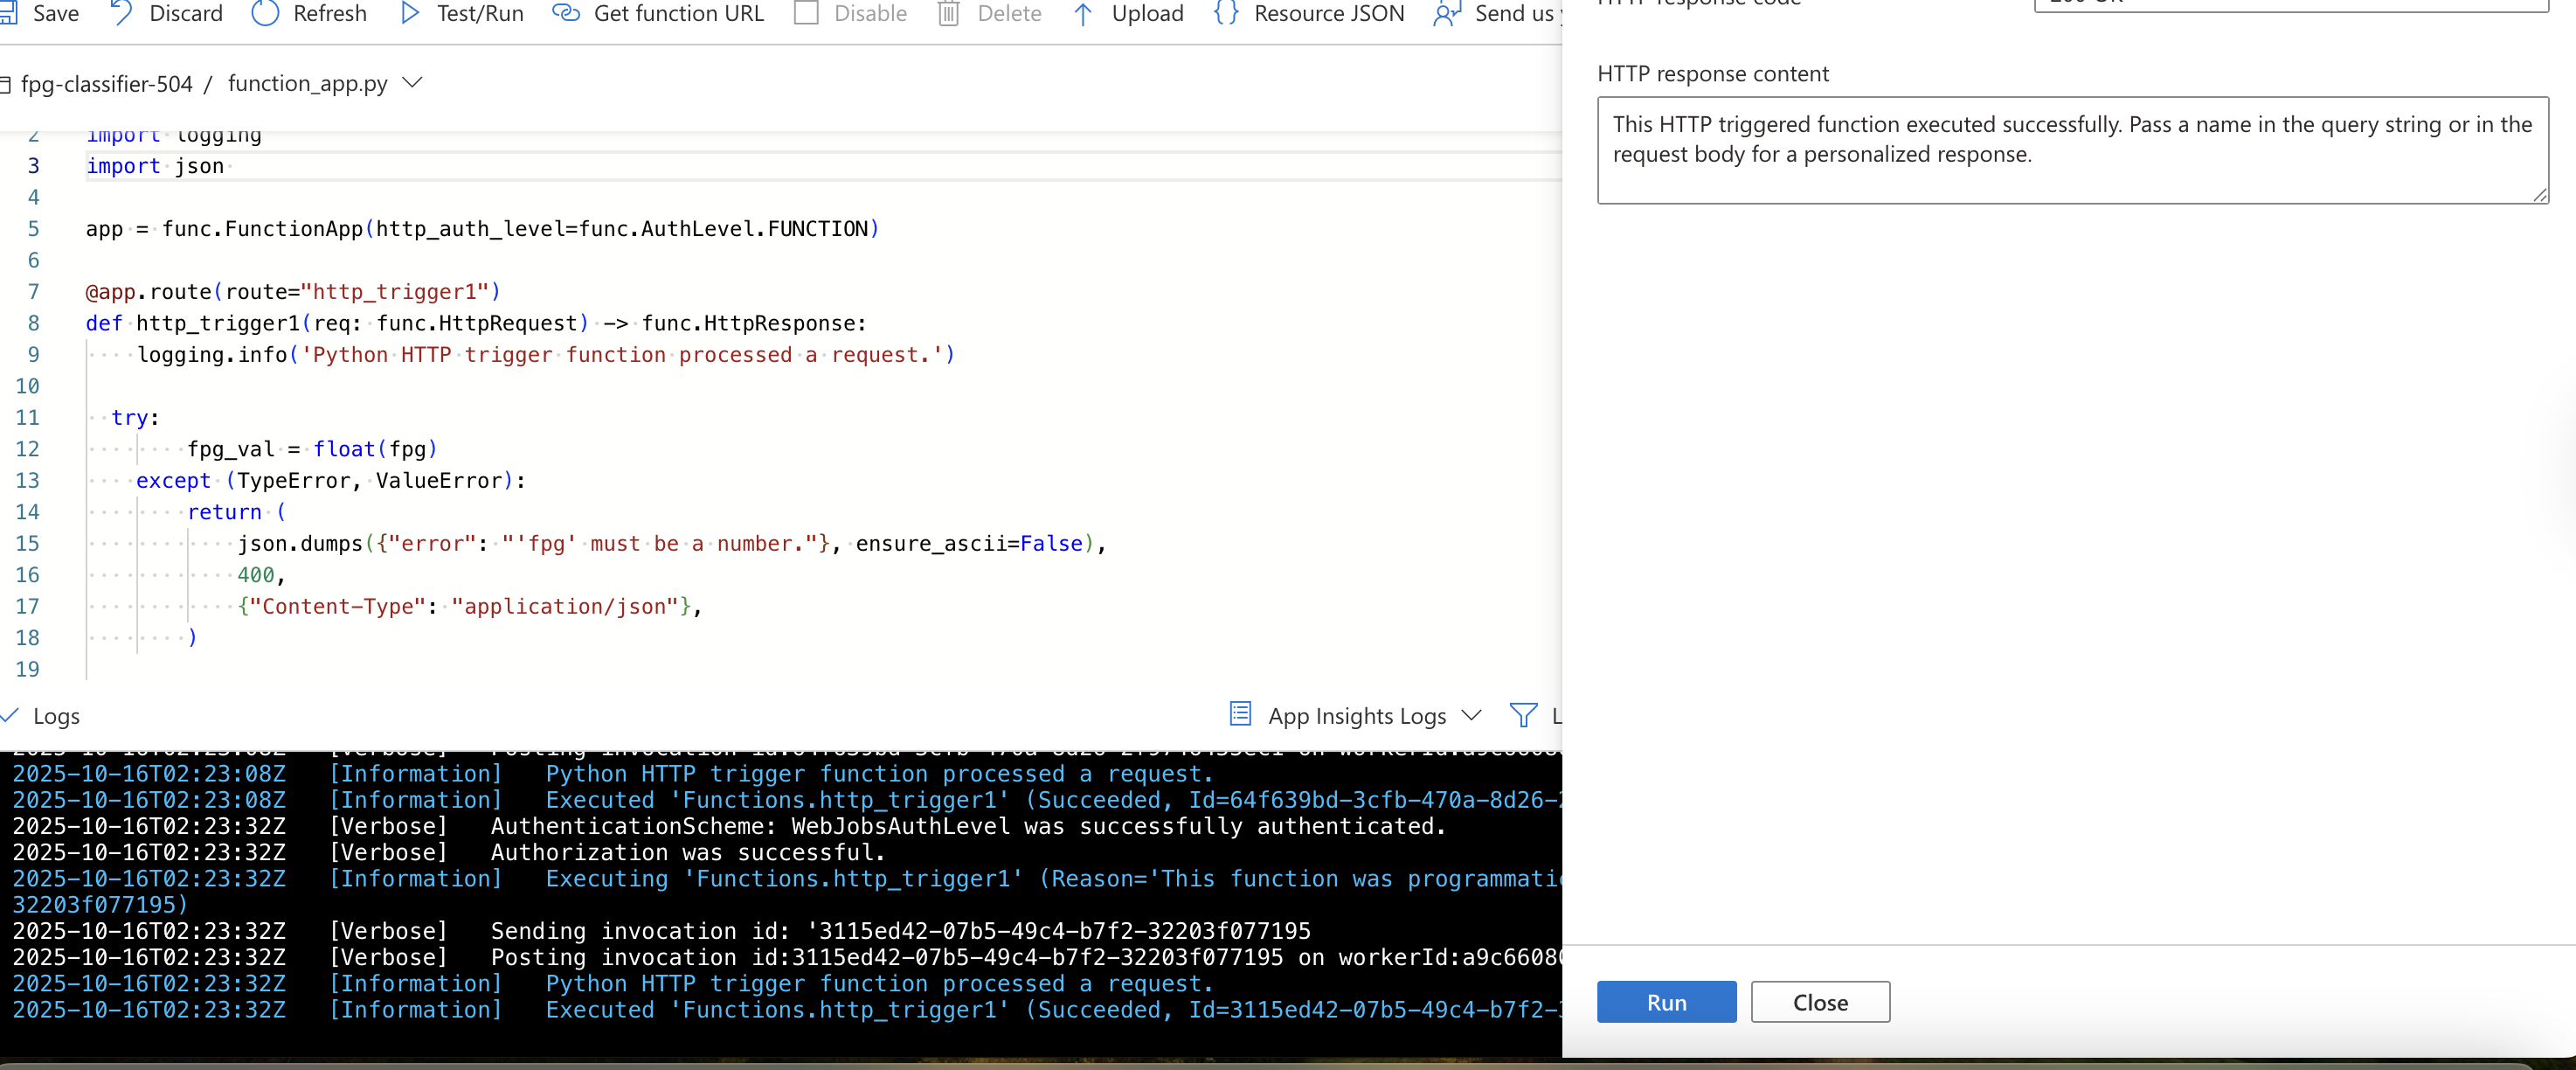 Save Discard Refresh Test/Run Get function URL Disable Delete Upload Resource JSON Send us
fpg-classifier-504 / function_app.py
2 import logging
3 import json
4
5 app = func.FunctionApp(http_auth_level=func.AuthLevel.FUNCTION)
6
7 @app.route(route="http_trigger1")
8 def http_trigger1(req: func.HttpRequest) -> func.HttpResponse:
9 logging.info('Python HTTP trigger function processed a request.')
10
11 try:
12 fpg_val = float(fpg)
13 except (TypeError, ValueError):
14 return (
15 json.dumps({"error": "'fpg' must be a number."}, ensure_ascii=False),
16 400,
17 {"Content-Type": "application/json"},
18 )
19
Logs
App Insights Logs
2025-10-16T02:23:08Z [Information] Python HTTP trigger function processed a request.
2025-10-16T02:23:08Z [Information] Executed 'Functions.http_trigger1' (Succeeded, Id=64f639bd-3cfb-470a-8d26-
2025-10-16T02:23:32Z [Verbose] AuthenticationScheme: WebJobsAuthLevel was successfully authenticated.
2025-10-16T02:23:32Z [Verbose] Authorization was successful.
2025-10-16T02:23:32Z [Information] Executing 'Functions.http_trigger1' (Reason='This function was programmatic
32203f077195)
2025-10-16T02:23:32Z [Verbose] Sending invocation id: '3115ed42-07b5-49c4-b7f2-32203f077195
2025-10-16T02:23:32Z [Verbose] Posting invocation id:3115ed42-07b5-49c4-b7f2-32203f077195 on workerId:a9c66080
2025-10-16T02:23:32Z [Information] Python HTTP trigger function processed a request.
2025-10-16T02:23:32Z [Information] Executed 'Functions.http_trigger1' (Succeeded, Id=3115ed42-07b5-49c4-b7f2-
HTTP response code
HTTP response content
This HTTP triggered function executed successfully. Pass a name in the query string or in the
request body for a personalized response.
Run Close